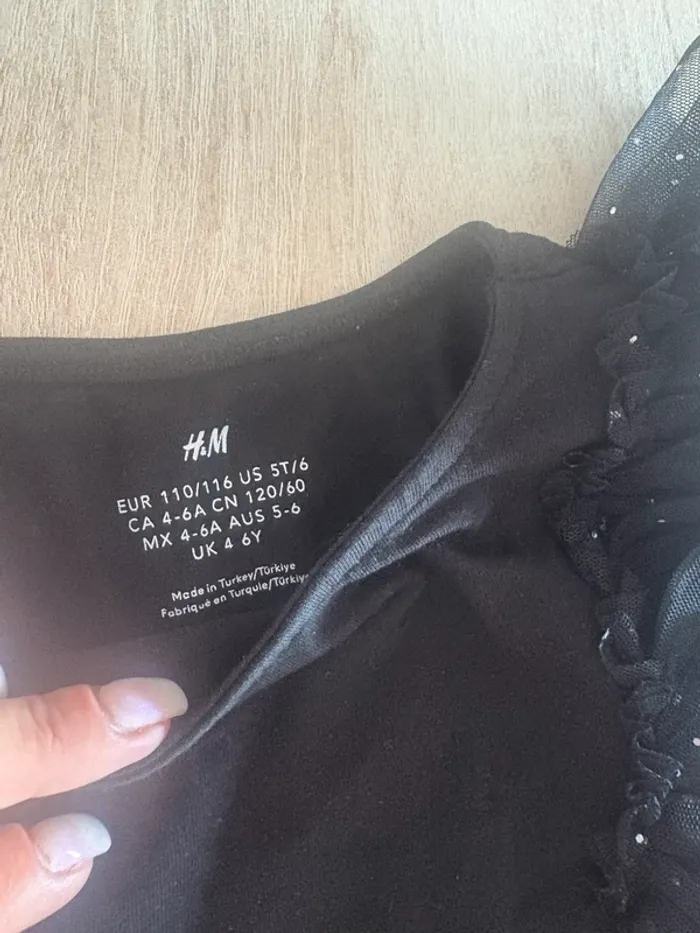 H&M
EUR 110/116 US 5T/6
CA 4-6A CN 120/60
MX 4-6A AUS 5-6
UK 4 6Y
Made in Turkey/Türkiye
Fabriqué en Turquie/Türkiy